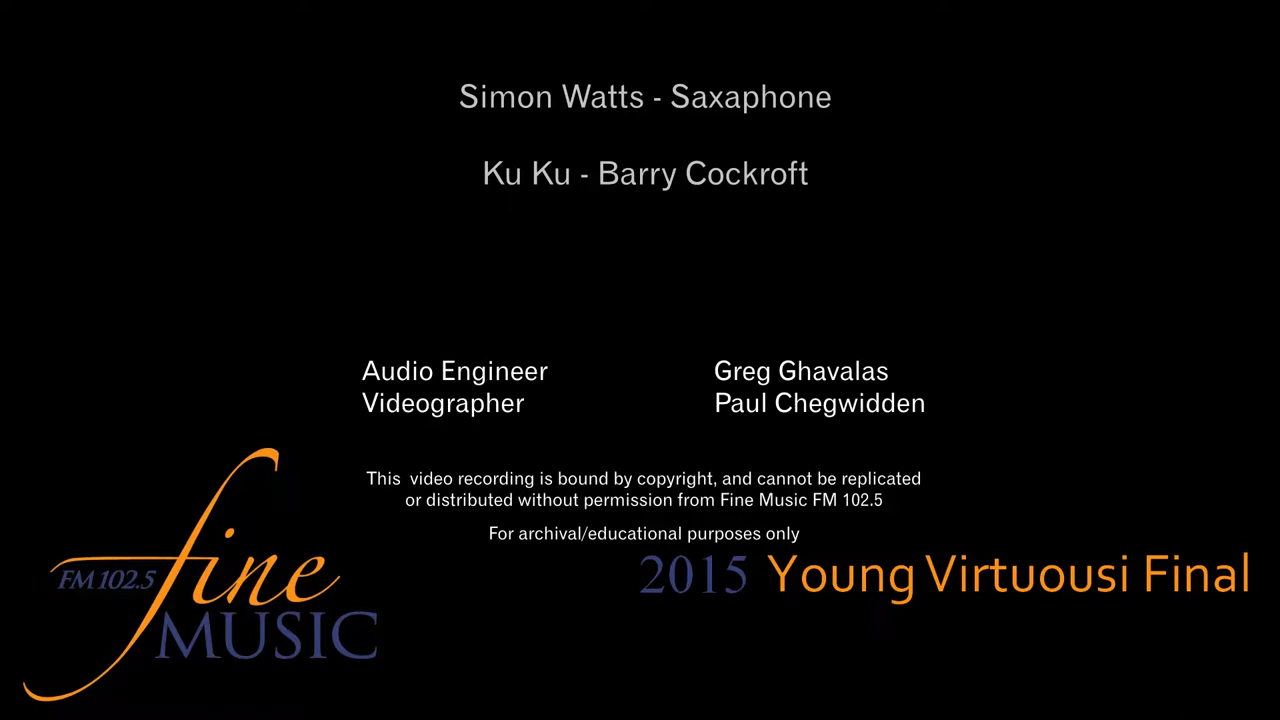 Simon Watts - Saxaphone
Ku Ku - Barry Cockroft
Audio Engineer Greg Ghavalas
Videographer Paul Chegwidden
This video recording is bound by copyright, and cannot be replicated
or distributed without permission from Fine Music FM 102.5
For archival/educational purposes only
2015 Young Virtuousi Final
FM 102.5 fine
MUSIC